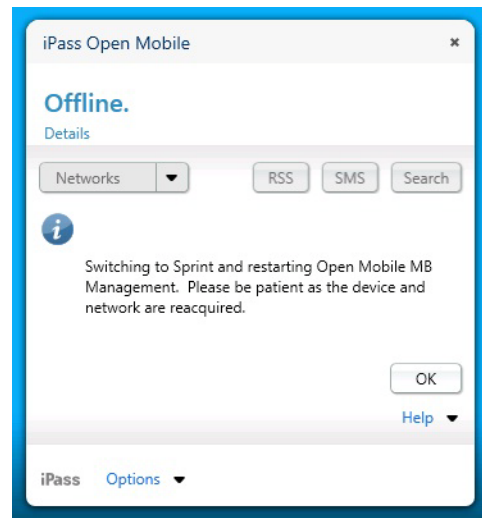 iPass Open Mobile
Offline.
Details
Networks
RSS
SMS
Search
i
Switching to Sprint and restarting Open Mobile MB
Management. Please be patient as the device and
network are reacquired.
OK
Help
iPass
Options